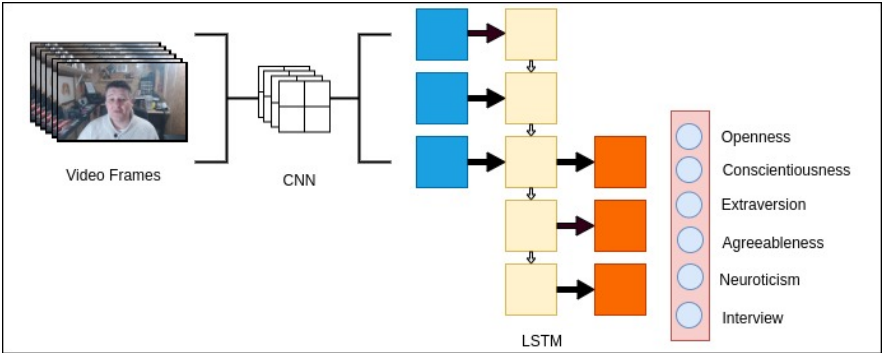 Video Frames
CNN
LSTM
Openness
Conscientiousness
Extraversion
Agreeableness
Neuroticism
Interview